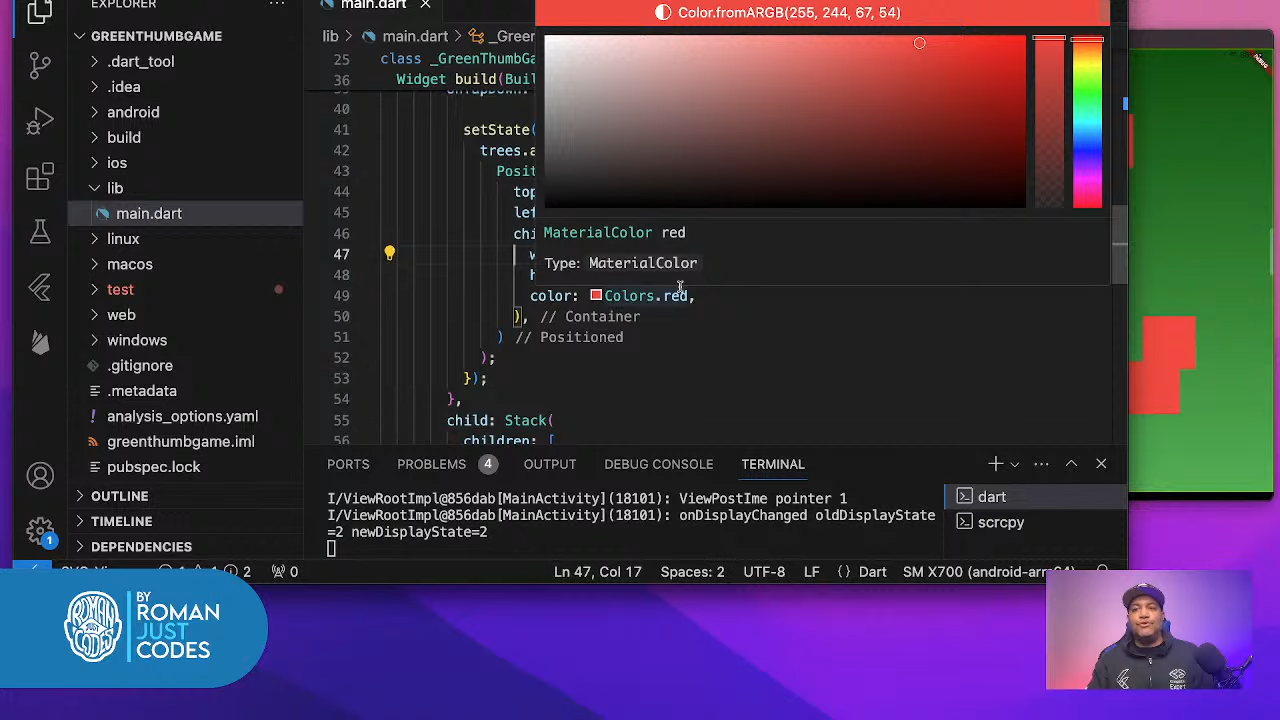 EXPLORER
main.dart
Color.fromARGB(255, 244, 67, 54)
GREENTHUMBGAME
.dart_tool
.idea
android
build
ios
lib
main.dart
linux
macos
test
web
windows
.gitignore
.metadata
! analysis_options.yaml
greenthumbgame.iml
pubspec.lock
OUTLINE
TIMELINE
DEPENDENCIES
lib > main.dart >
25 class _GreenThumbGa
36 Widget build(Buil
40
41 setState(
42 trees.a
43 Posit
44 top
45 lef
46 chi
47 w
48 h
49 color: Colors.red,
50 ), // Container
51 ) // Positioned
52 );
53 });
54 },
55 child: Stack(
56 children: [
MaterialColor red
Type: MaterialColor
PORTS PROBLEMS 4 OUTPUT DEBUG CONSOLE TERMINAL
I/ViewRootImpl@856dab[MainActivity](18101): ViewPostIme pointer 1
I/ViewRootImpl@856dab[MainActivity](18101): onDisplayChanged oldDisplayState
=2 newDisplayState=2
dart
scrcpy
1
2 0 Ln 47, Col 17 Spaces: 2 UTF-8 LF {} Dart
BY
ROMAN
JUST
CODES